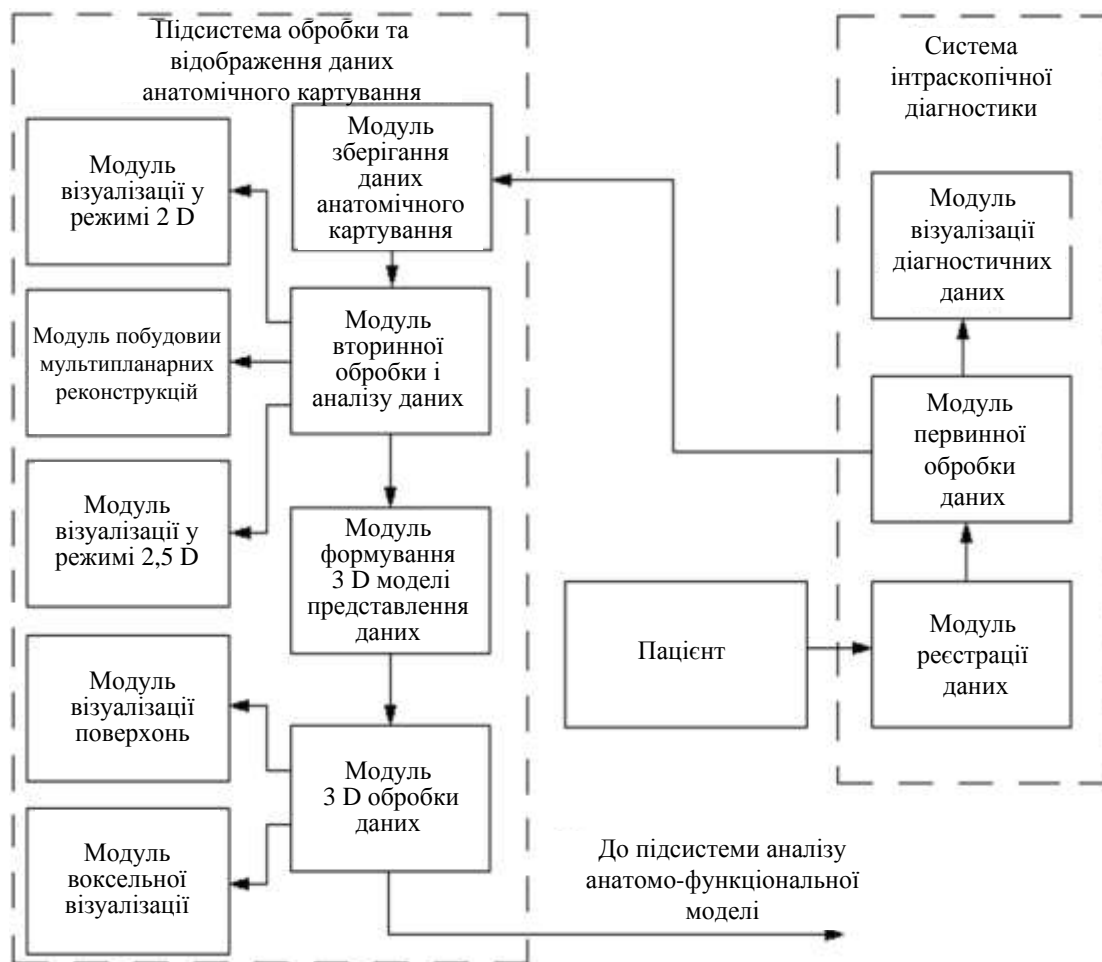 Підсистема обробки та
відображення даних
анатомічного картування
Модуль
зберігання
даних
анатомічного
картування
Модуль
візуалізації у
режимі 2 D
Модуль
вторинної
обробки і
аналізу даних
Модуль побудовии
мультипланарних
реконструкцій
Модуль
візуалізації у
режимі 2,5 D
Модуль
формування
3 D моделі
представлення
даних
Модуль
візуалізації
поверхонь
Модуль
3 D обробки
даних
Модуль
воксельної
візуалізації
Система
інтраскопічної
діагностики
Модуль
візуалізації
діагностичних
даних
Модуль
первинної
обробки
даних
Пацієнт
Модуль
реєстрації
даних
До підсистеми аналізу
анатомо-функціональної
моделі